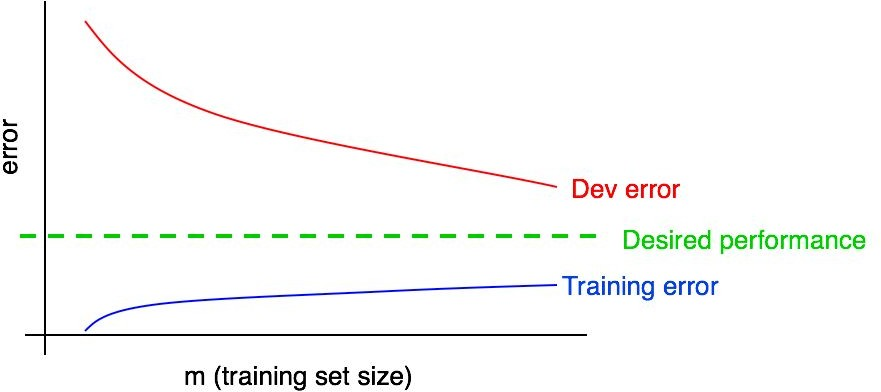 error
Dev error
Desired performance
Training error
m (training set size)